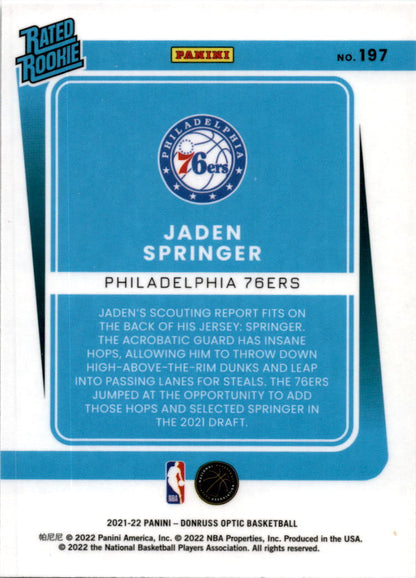 RATED
ROOKIE
PANINI
NO. 197
PHILADELPHIA
76ers
JADEN
SPRINGER
PHILADELPHIA 76ERS
JADEN'S SCOUTING REPORT FITS ON
THE BACK OF HIS JERSEY: SPRINGER.
THE ACROBATIC GUARD HAS INSANE
HOPS, ALLOWING HIM TO THROW DOWN
HIGH-ABOVE-THE-RIM DUNKS AND LEAP
INTO PASSING LANES FOR STEALS. THE 76ERS
JUMPED AT THE OPPORTUNITY TO ADD
THOSE HOPS AND SELECTED SPRINGER IN
THE 2021 DRAFT.
NBA
2021-22 PANINI – DONRUSS OPTIC BASKETBALL
帕尼尼 © 2022 Panini America, Inc. © 2022 NBA Properties, Inc. Produced in the USA.
© 2022 the National Basketball Players Association. All rights reserved.